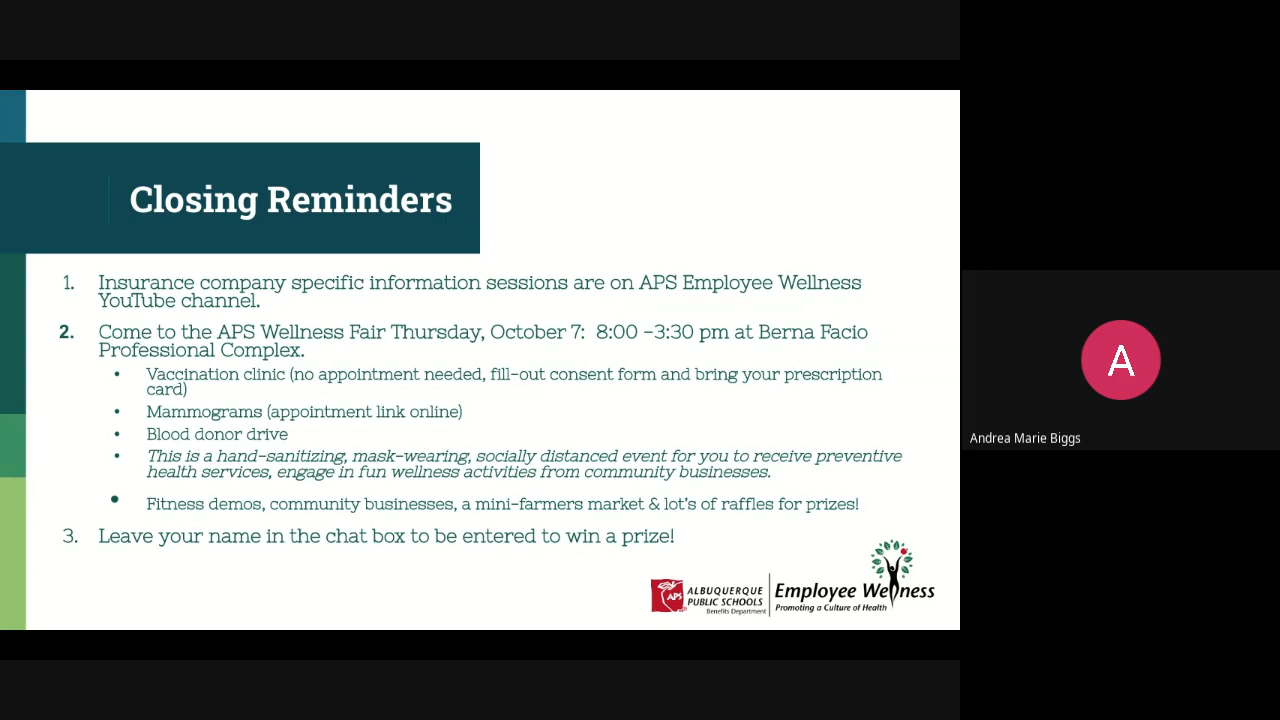 Closing Reminders
1. Insurance company specific information sessions are on APS Employee Wellness
YouTube channel.
2. Come to the APS Wellness Fair Thursday, October 7: 8:00 -3:30 pm at Berna Facio
Professional Complex.
• Vaccination clinic (no appointment needed, fill-out consent form and bring your prescription
card)
• Mammograms (appointment link online)
• Blood donor drive
• This is a hand-sanitizing, mask-wearing, socially distanced event for you to receive preventive
health services, engage in fun wellness activities from community businesses.
• Fitness demos, community businesses, a mini-farmers market & lot's of raffles for prizes!
3. Leave your name in the chat box to be entered to win a prize!
APS
ALBUQUERQUE
PUBLIC SCHOOLS
Benefits Department
Employee Wellness
Promoting a Culture of Health
A
Andrea Marie Biggs